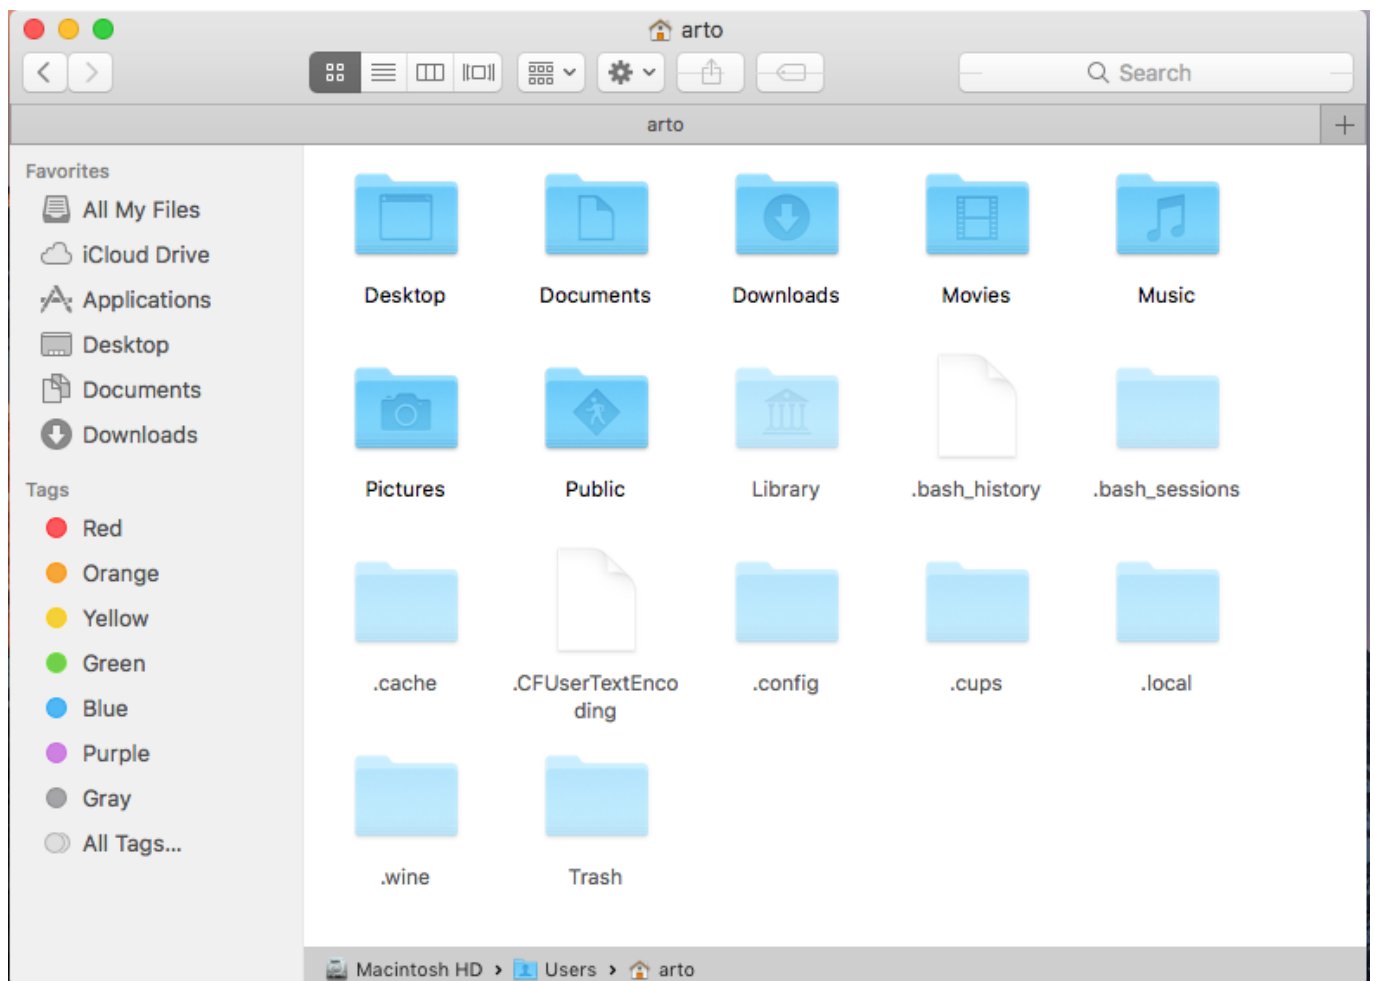 arto
Search
arto
Favorites
All My Files
iCloud Drive
Applications
Desktop
Documents
Downloads
Tags
Red
Orange
Yellow
Green
Blue
Purple
Gray
All Tags...
Desktop Documents Downloads Movies Music
Pictures Public Library .bash_history .bash_sessions
.cache .CFUserTextEnco .config .cups .local
ding
.wine Trash
Macintosh HD › Users › arto